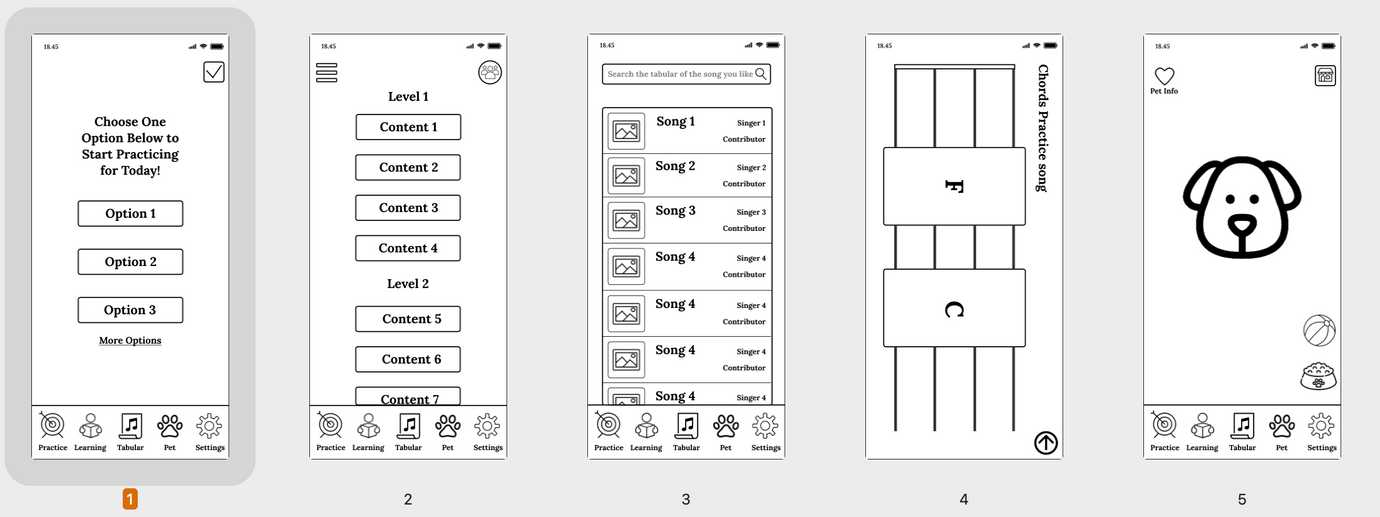 18.45
Choose One
Option Below to
Start Practicing
for Today!
Option 1
Option 2
Option 3
More Options
Practice Learning Tabular Pet Settings
1
18.45
Level 1
Content 1
Content 2
Content 3
Content 4
Level 2
Content 5
Content 6
Content 7
Practice Learning Tabular Pet Settings
2
18.45
Search the tabular of the song you like
Song 1 Singer 1
Contributor
Song 2 Singer 2
Contributor
Song 3 Singer 3
Contributor
Song 4 Singer 4
Contributor
Song 4 Singer 4
Contributor
Song 4 Singer 4
Contributor
Song 4 Singer 4
Practice Learning Tabular Pet Settings
3
18.45
Chords Practice song
F
C
4
18.45
Pet Info
Practice Learning Tabular Pet Settings
5